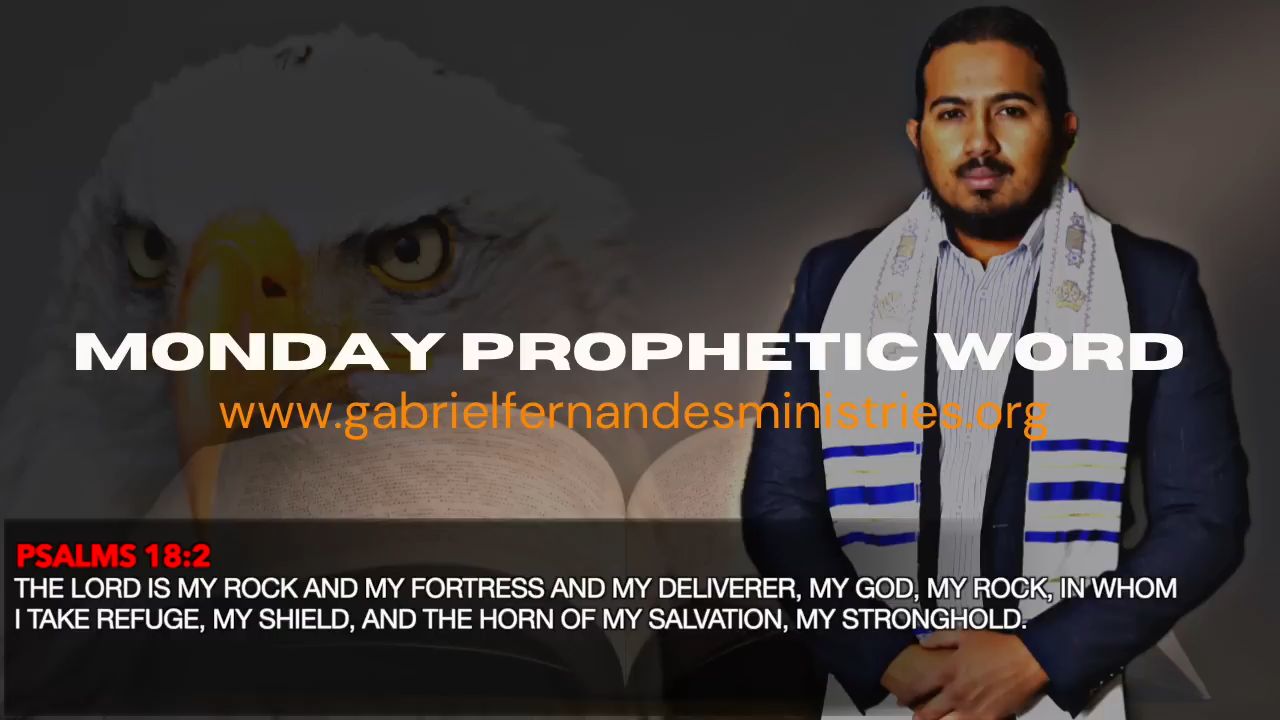 MONDAY PROPHETIC WORD
www.gabrielfernandesministries.org
PSALMS 18:2
THE LORD IS MY ROCK AND MY FORTRESS AND MY DELIVERER, MY GOD, MY ROCK, IN WHOM
I TAKE REFUGE, MY SHIELD, AND THE HORN OF MY SALVATION, MY STRONGHOLD.